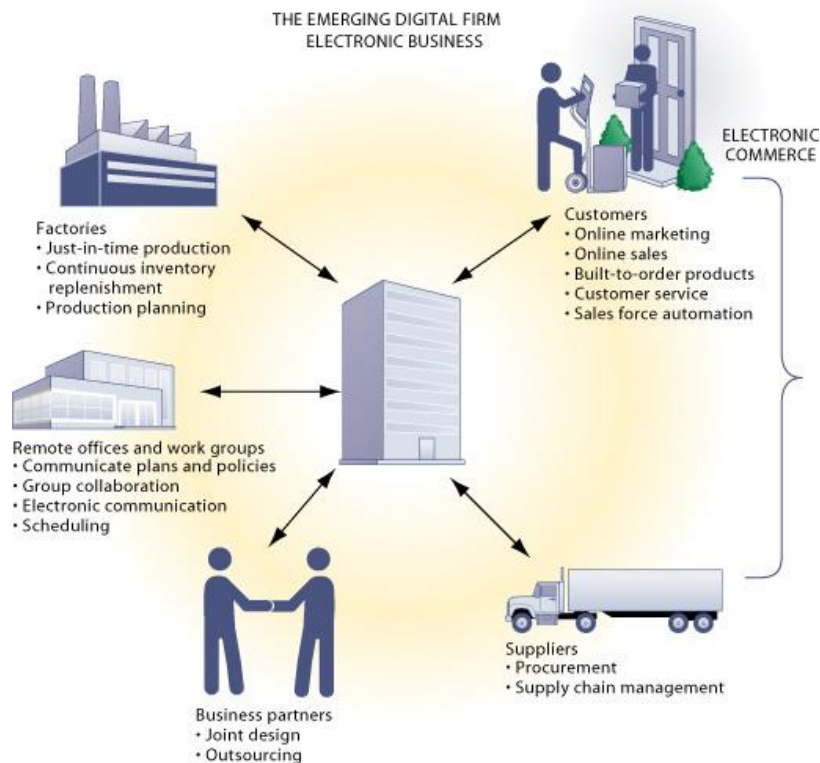 THE EMERGING DIGITAL FIRM
ELECTRONIC BUSINESS
ELECTRONIC
COMMERCE
Factories
• Just-in-time production
• Continuous inventory
replenishment
• Production planning
Customers
• Online marketing
• Online sales
• Built-to-order products
• Customer service
• Sales force automation
Remote offices and work groups
• Communicate plans and policies
• Group collaboration
• Electronic communication
• Scheduling
Suppliers
• Procurement
• Supply chain management
Business partners
• Joint design
• Outsourcing